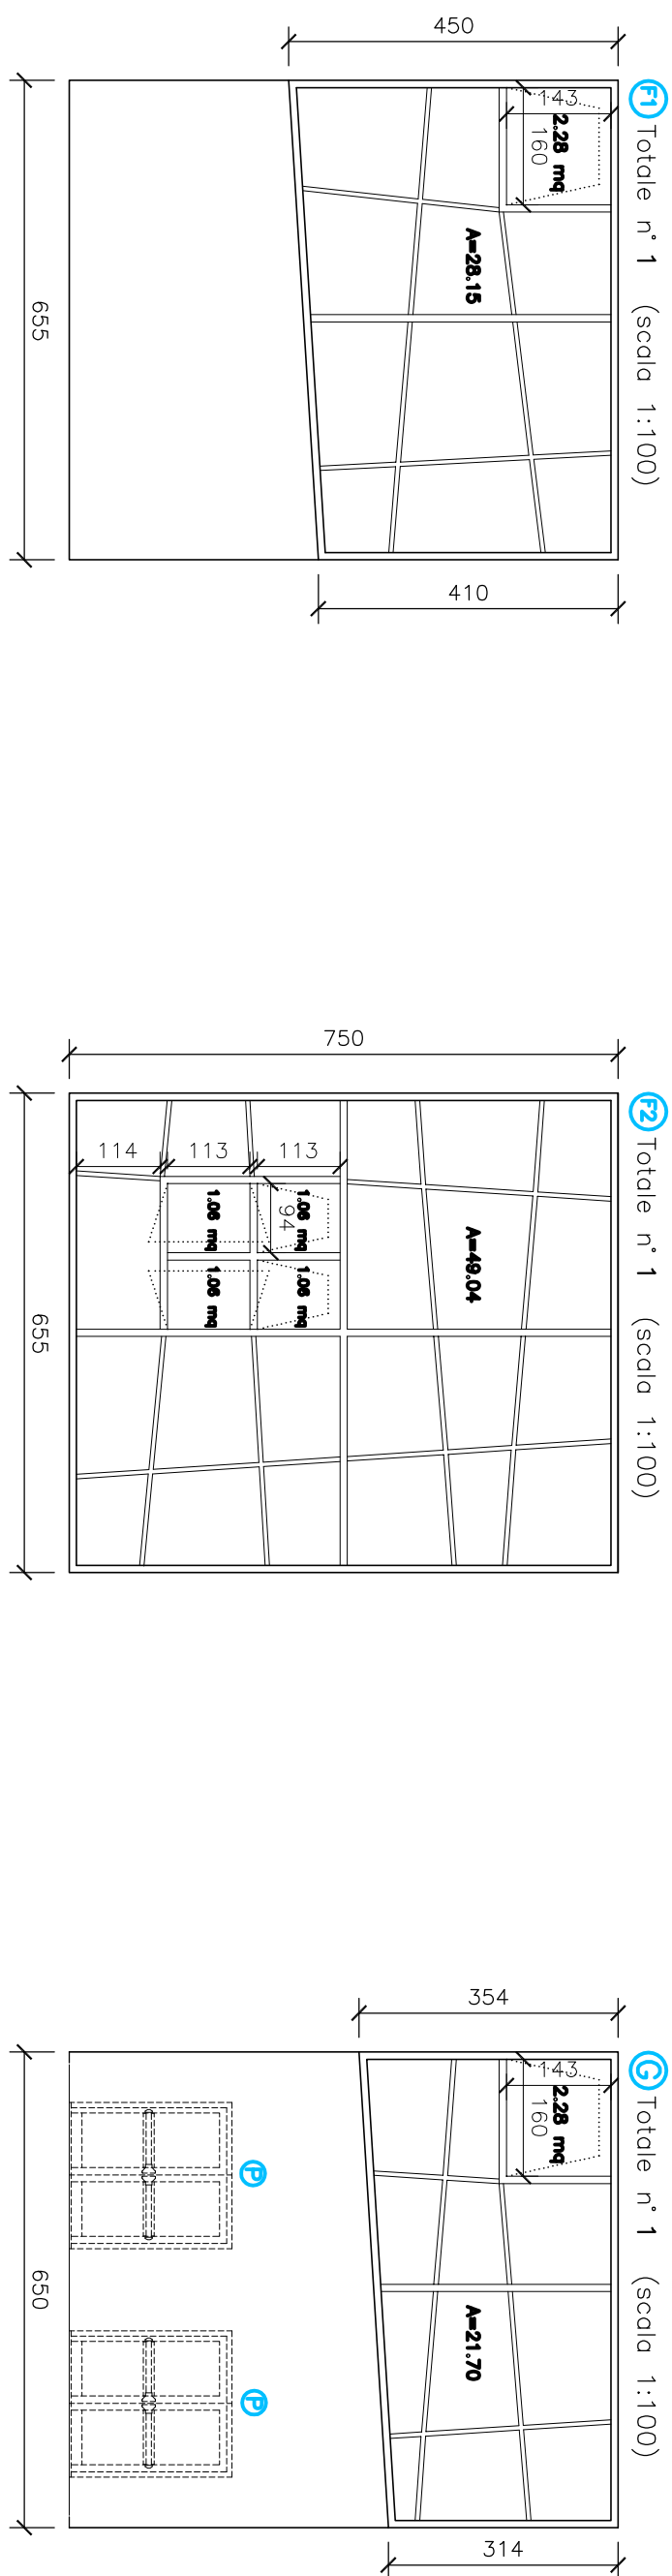 F1 Totale n° 1 (scala 1:100)
450
143
2.28 mq
160
A=28.15
655
410
F2 Totale n° 1 (scala 1:100)
750
114
113
113
94
1.06 mq
1.06 mq
1.06 mq
1.06 mq
A=49.04
655
G Totale n° 1 (scala 1:100)
354
143
2.28 mq
160
A=21.70
P
P
650
314